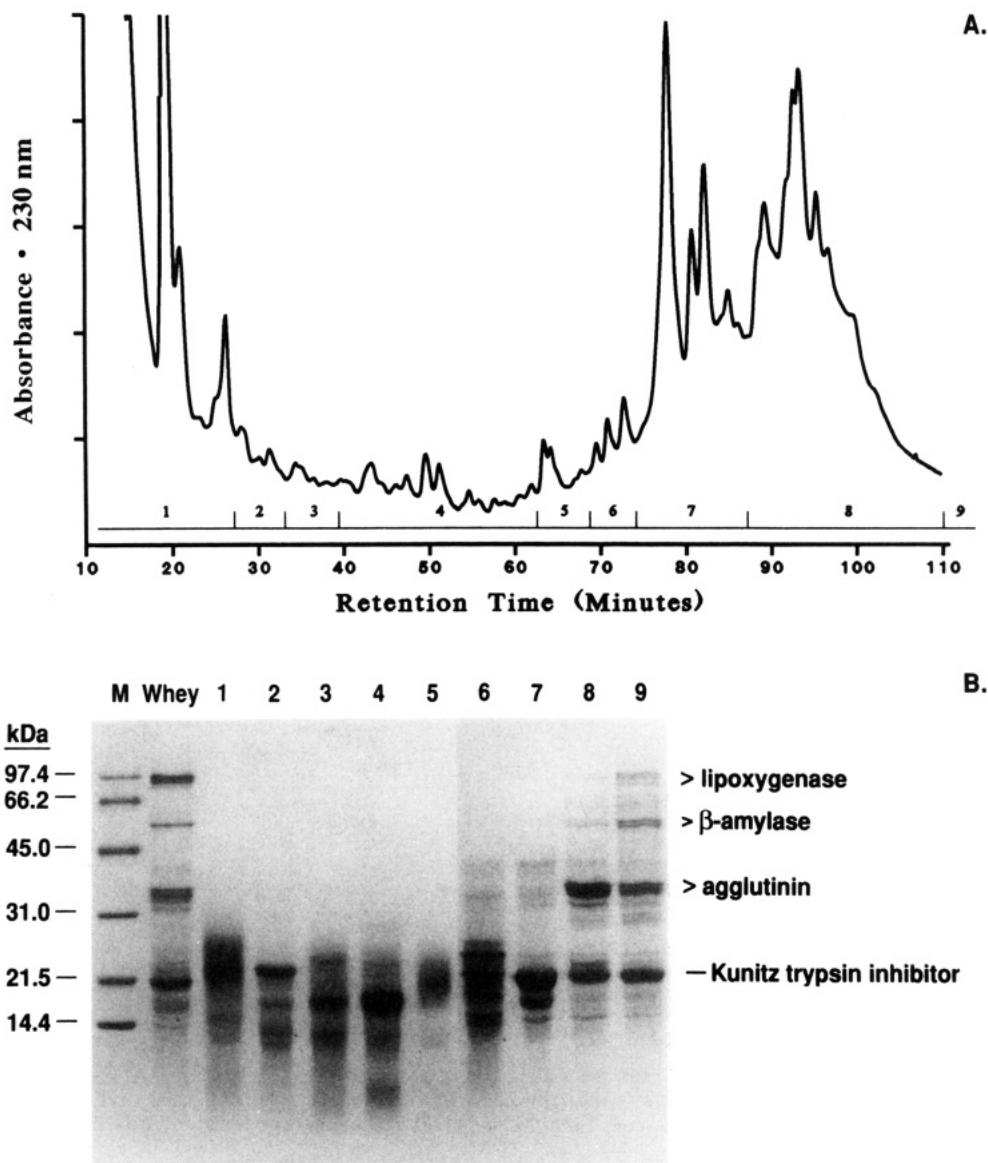 A.
Absorbance • 230 nm
1 2 3 4 5 6 7 8 9
10 20 30 40 50 60 70 80 90 100 110
Retention Time (Minutes)
B.
M Whey 1 2 3 4 5 6 7 8 9
kDa
97.4 —
66.2 —
45.0 —
31.0 —
21.5 —
14.4 —
> lipoxygenase
> β-amylase
> agglutinin
— Kunitz trypsin inhibitor